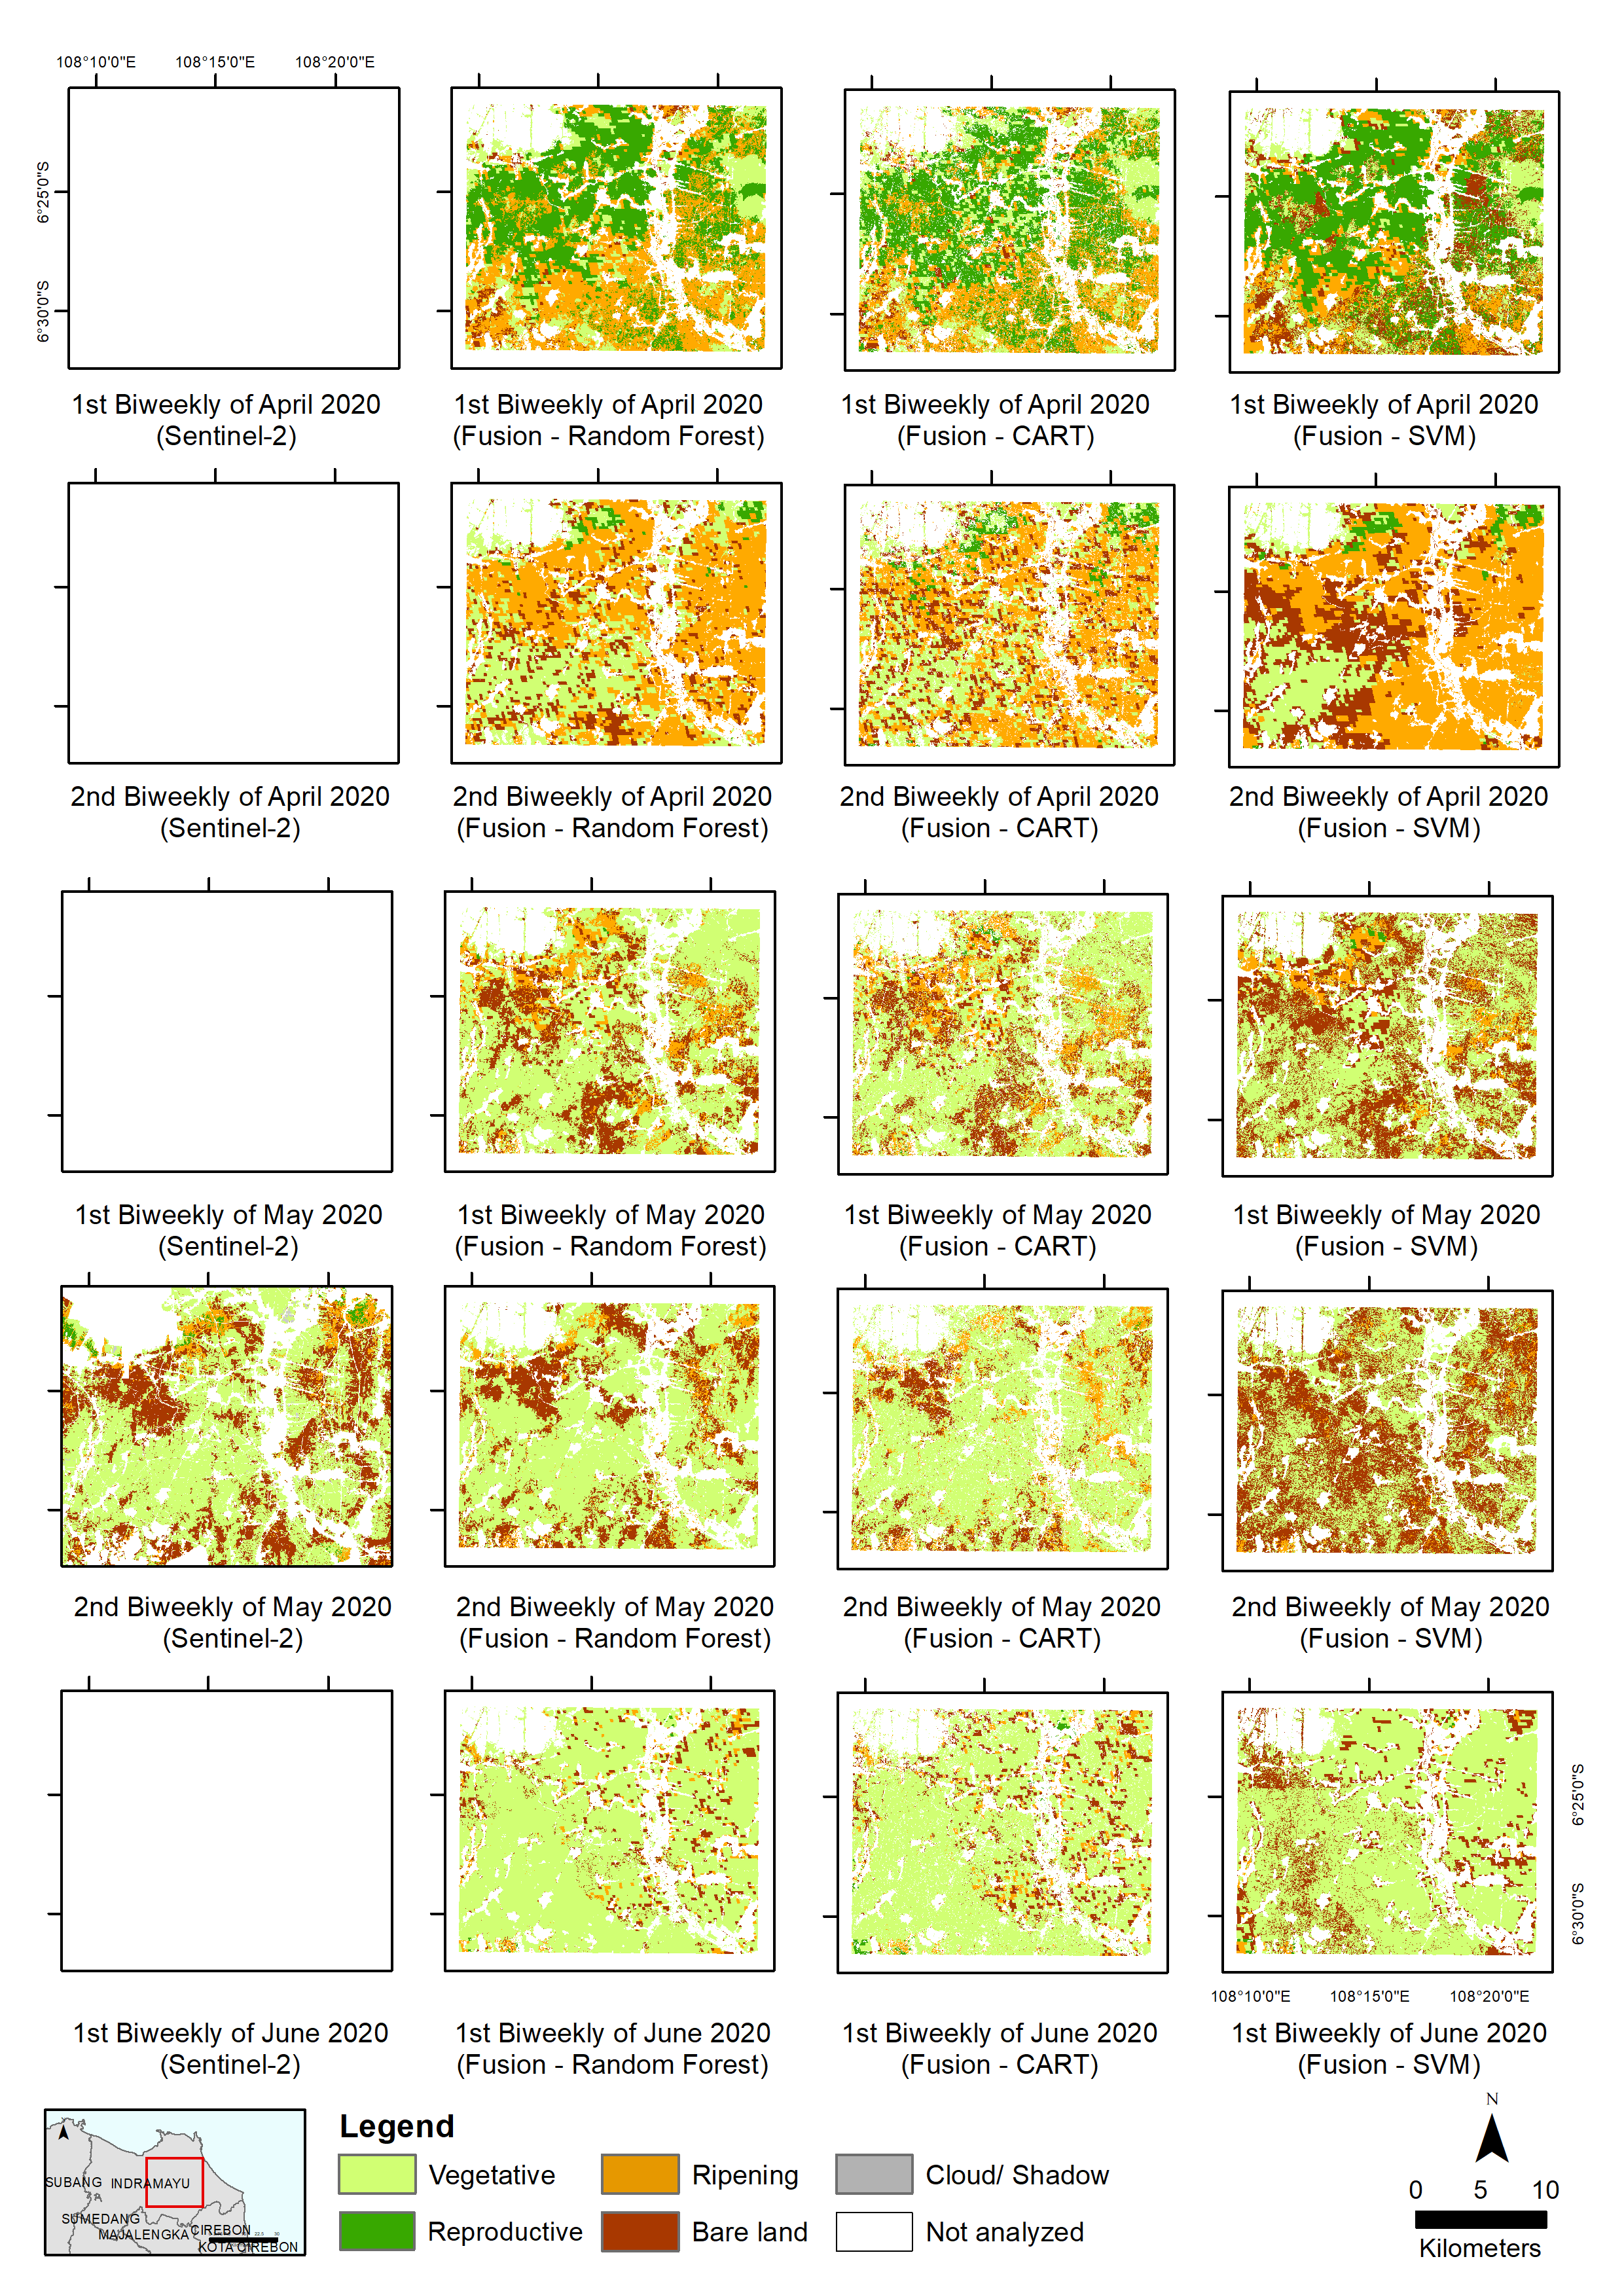 108°10'0"E 108°15'0"E 108°20'0"E
6°25'0"S
6°30'0"S
1st Biweekly of April 2020
(Sentinel-2)
1st Biweekly of April 2020
(Fusion - Random Forest)
1st Biweekly of April 2020
(Fusion - CART)
1st Biweekly of April 2020
(Fusion - SVM)
2nd Biweekly of April 2020
(Sentinel-2)
2nd Biweekly of April 2020
(Fusion - Random Forest)
2nd Biweekly of April 2020
(Fusion - CART)
2nd Biweekly of April 2020
(Fusion - SVM)
1st Biweekly of May 2020
(Sentinel-2)
1st Biweekly of May 2020
(Fusion - Random Forest)
1st Biweekly of May 2020
(Fusion - CART)
1st Biweekly of May 2020
(Fusion - SVM)
2nd Biweekly of May 2020
(Sentinel-2)
2nd Biweekly of May 2020
(Fusion - Random Forest)
2nd Biweekly of May 2020
(Fusion - CART)
2nd Biweekly of May 2020
(Fusion - SVM)
6°25'0"S
6°30'0"S
108°10'0"E 108°15'0"E 108°20'0"E
1st Biweekly of June 2020
(Sentinel-2)
1st Biweekly of June 2020
(Fusion - Random Forest)
1st Biweekly of June 2020
(Fusion - CART)
1st Biweekly of June 2020
(Fusion - SVM)
SUBANG
INDRAMAYU
SUMEDANG
MAJALENGKA
CIREBON
KOTA CIREBON
Legend
Vegetative
Ripening
Cloud/ Shadow
Reproductive
Bare land
Not analyzed
N
0 5 10
Kilometers